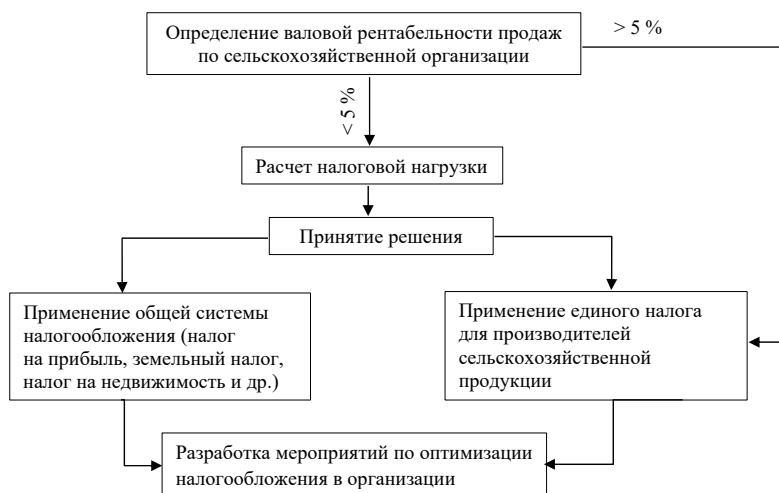 Определение валовой рентабельности продаж
по сельскохозяйственной организации
> 5 %
< 5 %
Расчет налоговой нагрузки
Принятие решения
Применение общей системы
налогообложения (налог
на прибыль, земельный налог,
налог на недвижимость и др.)
Применение единого налога
для производителей
сельскохозяйственной
продукции
Разработка мероприятий по оптимизации
налогообложения в организации